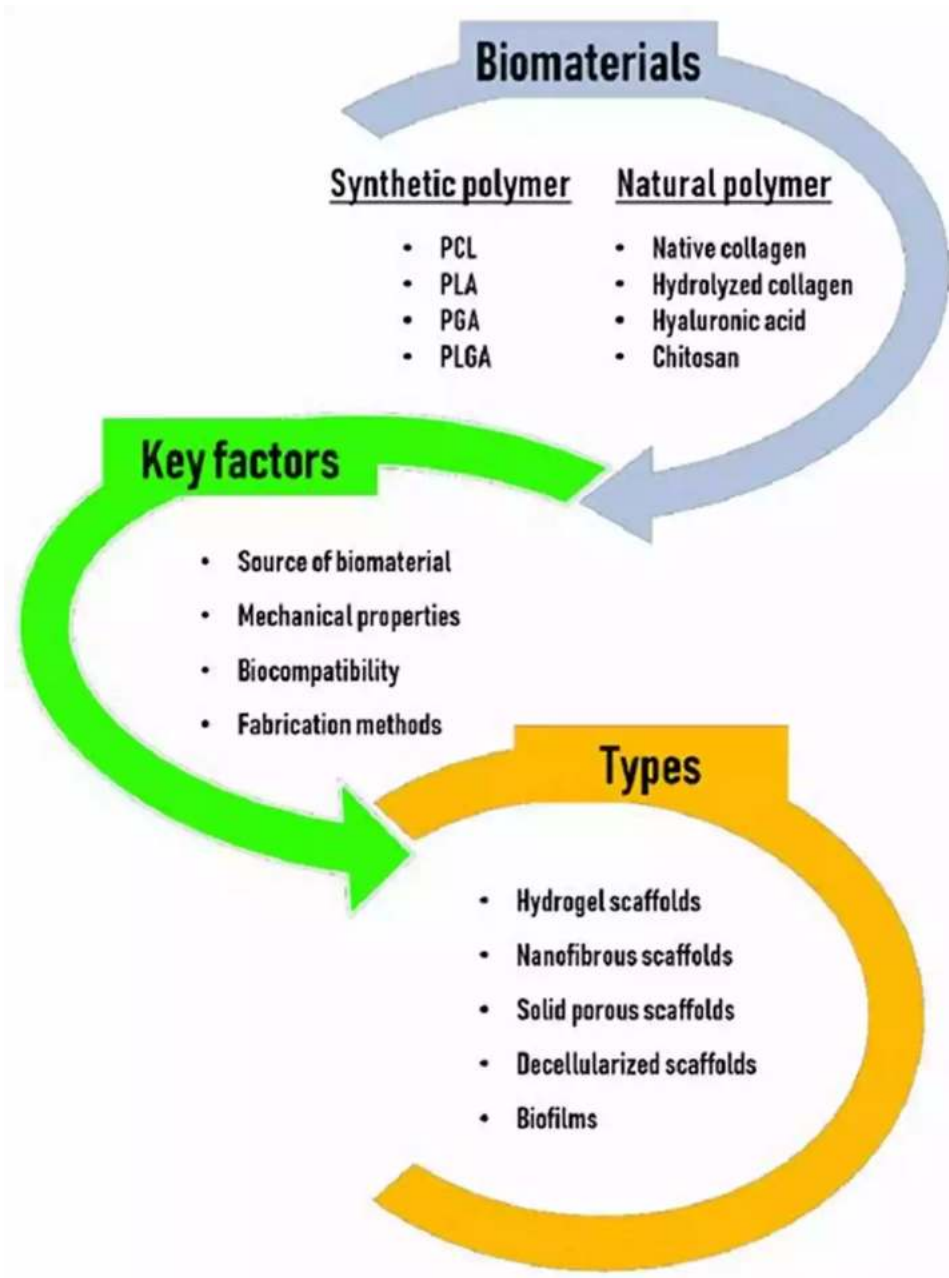 Biomaterials
Synthetic polymer
• PCL
• PLA
• PGA
• PLGA
Natural polymer
• Native collagen
• Hydrolyzed collagen
• Hyaluronic acid
• Chitosan
Key factors
• Source of biomaterial
• Mechanical properties
• Biocompatibility
• Fabrication methods
Types
• Hydrogel scaffolds
• Nanofibrous scaffolds
• Solid porous scaffolds
• Decellularized scaffolds
• Biofilms